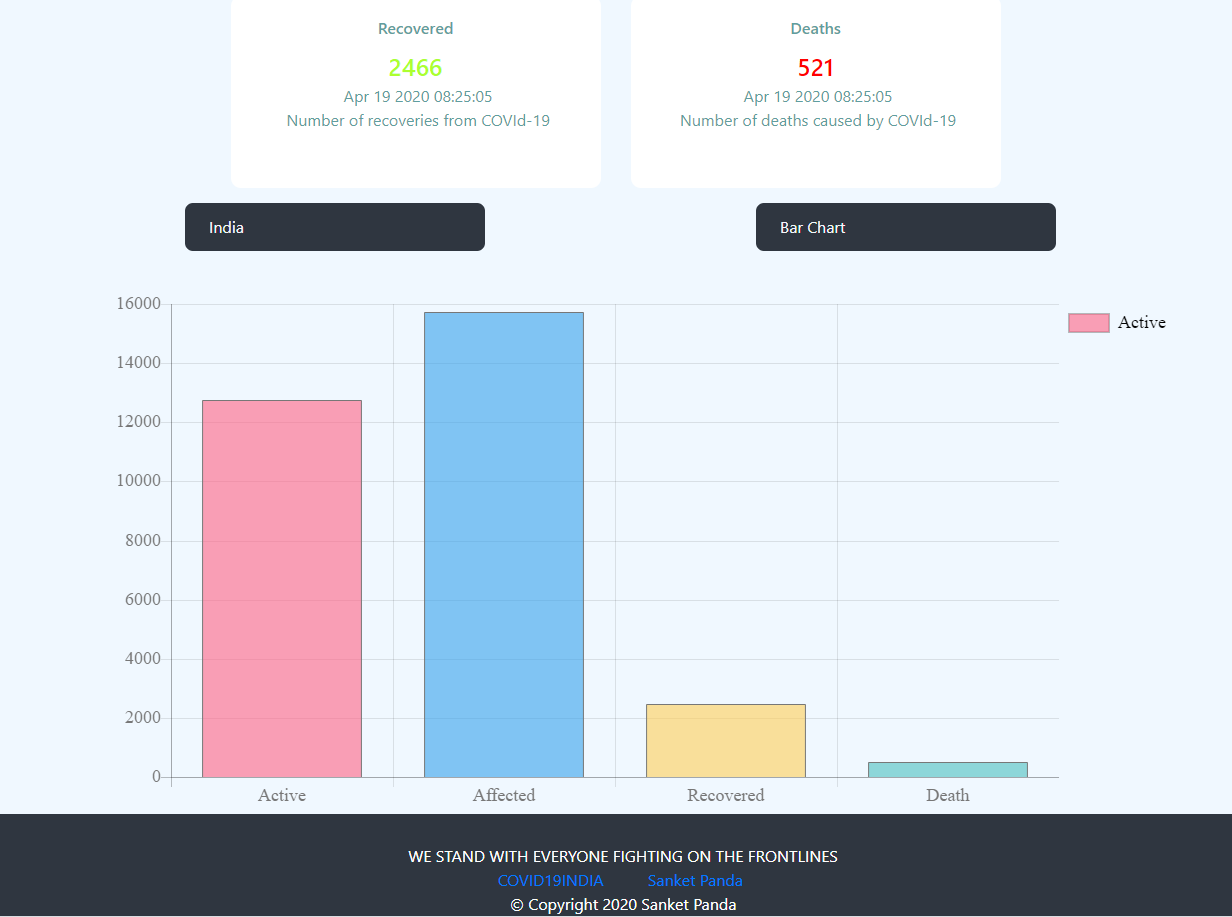 Recovered
2466
Apr 19 2020 08:25:05
Number of recoveries from COVId-19
Deaths
521
Apr 19 2020 08:25:05
Number of deaths caused by COVId-19
India
Bar Chart
16000
14000
12000
10000
8000
6000
4000
2000
0
Active
Affected
Recovered
Death
Active
WE STAND WITH EVERYONE FIGHTING ON THE FRONTLINES
COVID19INDIA Sanket Panda
© Copyright 2020 Sanket Panda